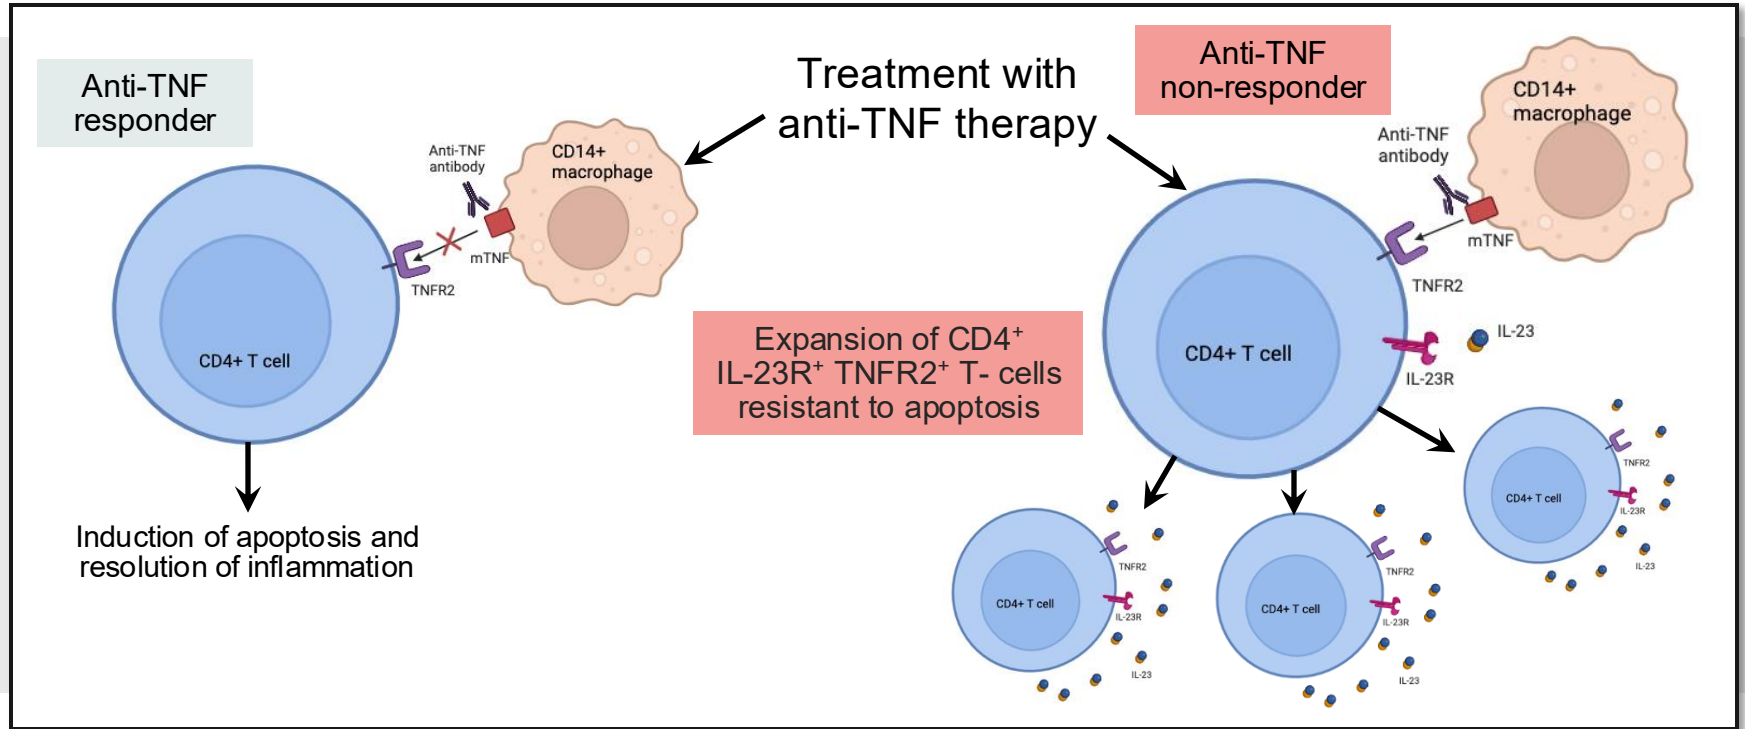 Anti-TNF
responder
Anti-TNF
antibody
CD14+
macrophage
mTNF
TNFR2
CD4+ T cell
Induction of apoptosis and
resolution of inflammation
Treatment with
anti-TNF therapy
Anti-TNF
non-responder
CD14+
macrophage
Anti-TNF
antibody
mTNF
TNFR2
IL-23
IL-23R
CD4+ T cell
Expansion of CD4⁺
IL-23R⁺ TNFR2⁺ T- cells
resistant to apoptosis
TNFR2
CD4+ T cell
IL-23R
IL-23
TNFR2
CD4+ T cell
IL-23R
IL-23
TNFR2
CD4+ T cell
IL-23R
IL-23